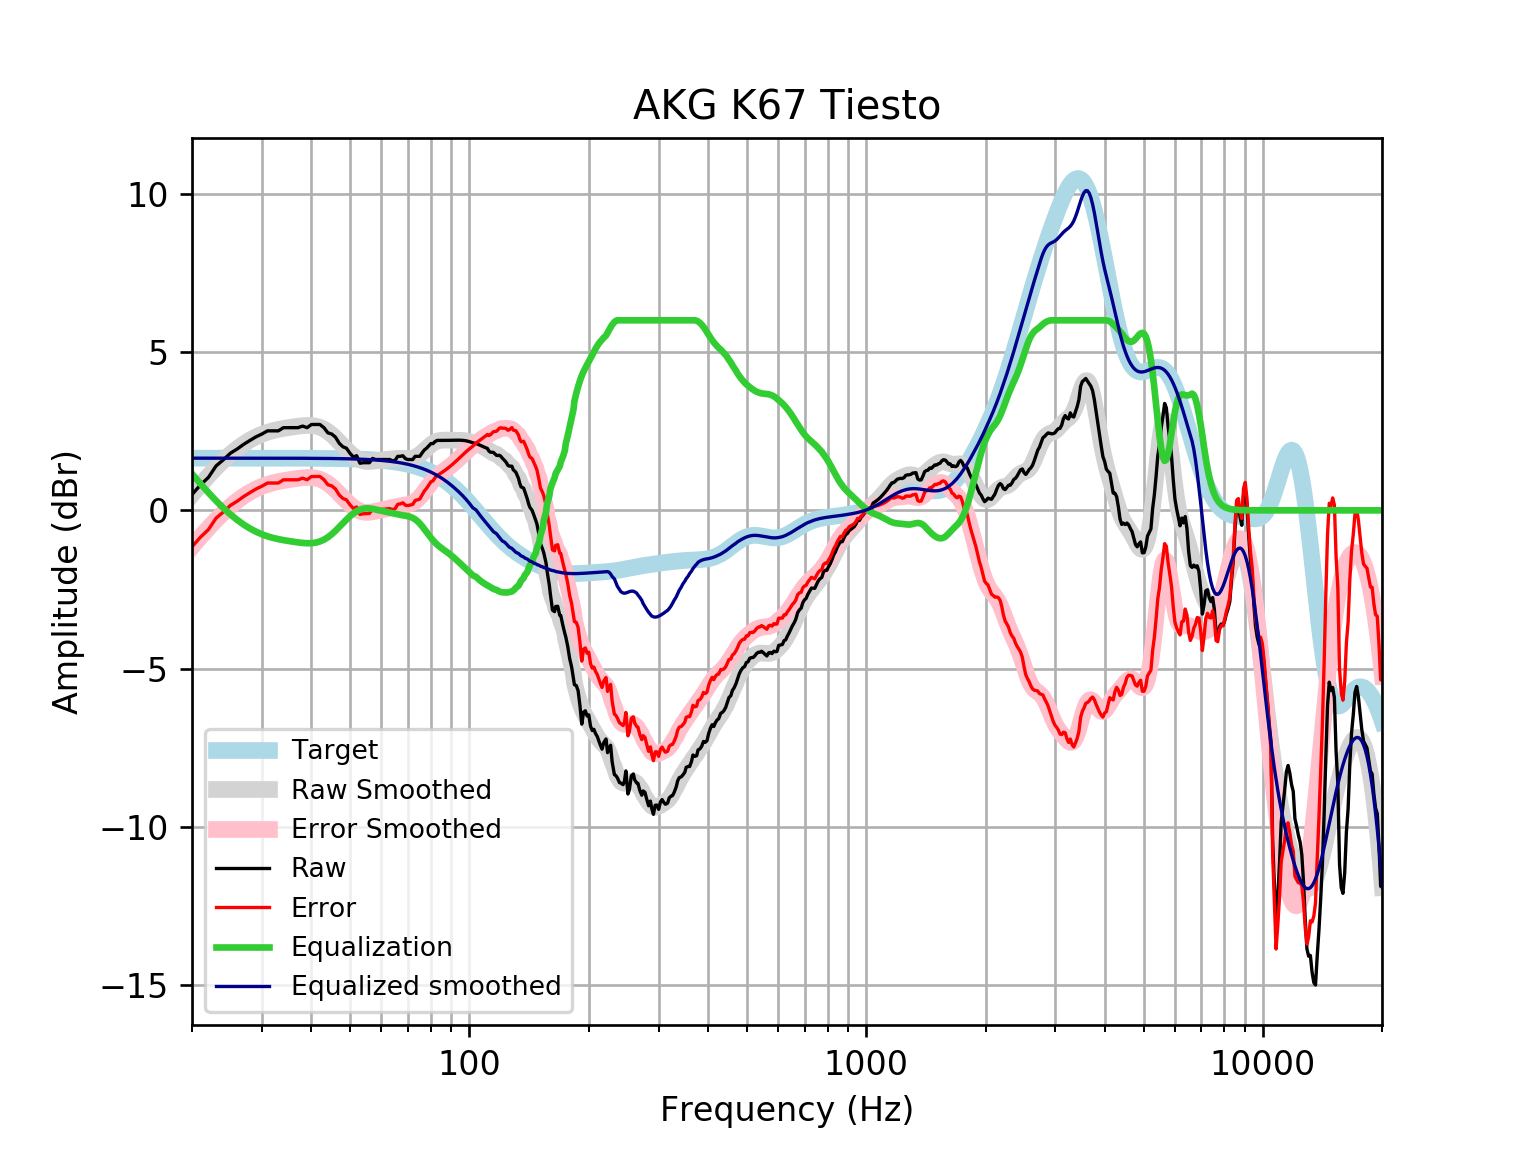 AKG K67 Tiesto
10
5
0
−5
−10
−15
Amplitude (dBr)
Target
Raw Smoothed
Error Smoothed
Raw
Error
Equalization
Equalized smoothed
100
1000
10000
Frequency (Hz)